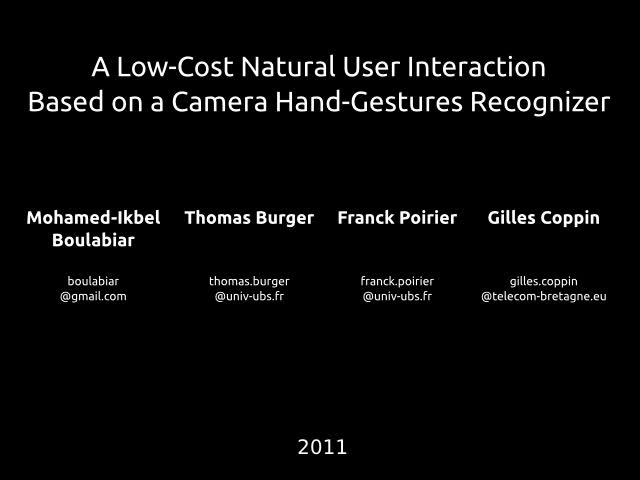 A Low-Cost Natural User Interaction
Based on a Camera Hand-Gestures Recognizer
Mohamed-Ikbel
Boulabiar
boulabiar
@gmail.com
Thomas Burger
thomas.burger
@univ-ubs.fr
Franck Poirier
franck.poirier
@univ-ubs.fr
Gilles Coppin
gilles.coppin
@telecom-bretagne.eu
2011